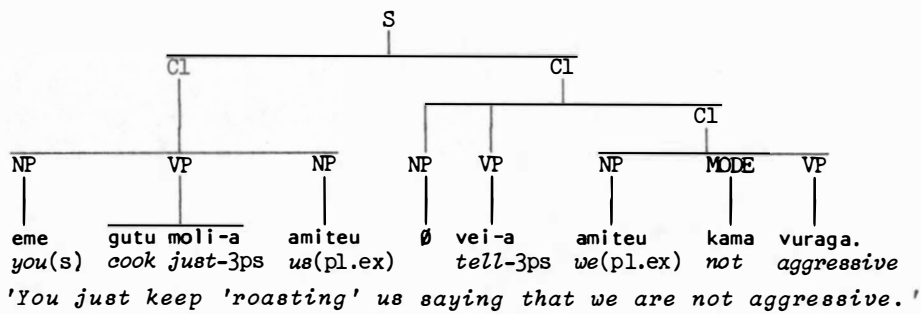 S
Cl Cl
Cl
NP VP NP NP VP NP MODE VP
eme gutu moli-a amiteu Ø vei-a amiteu kama vuraga.
you(s) cook just-3ps us(pl.ex) tell-3ps we(pl.ex) not aggressive
'You just keep 'roasting' us saying that we are not aggressive.'